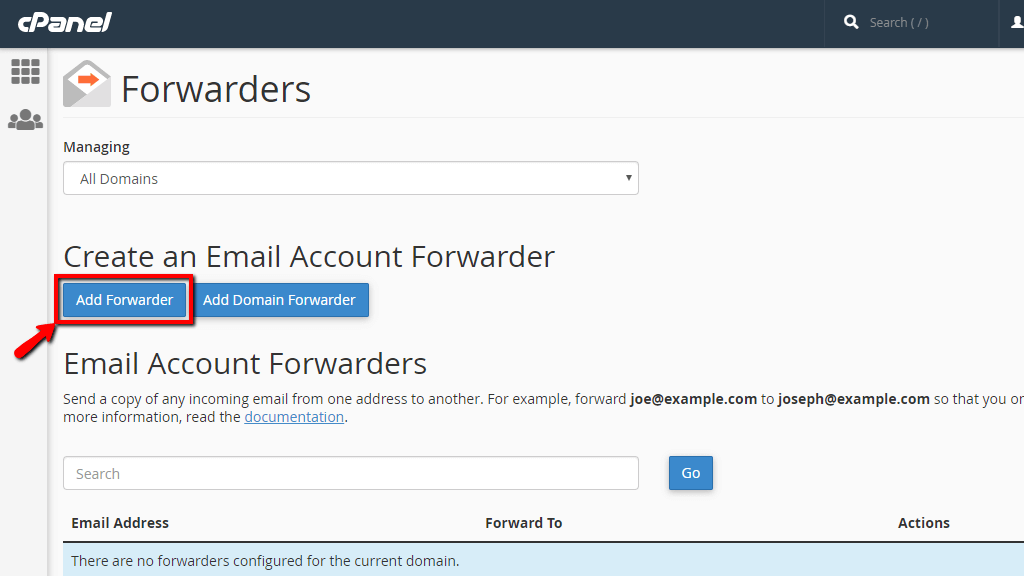 cPanel
Search ( / )
Forwarders
Managing
All Domains
Create an Email Account Forwarder
Add Forwarder
Add Domain Forwarder
Email Account Forwarders
Send a copy of any incoming email from one address to another. For example, forward joe@example.com to joseph@example.com so that you
more information, read the documentation.
Search
Go
Email Address Forward To Actions
There are no forwarders configured for the current domain.